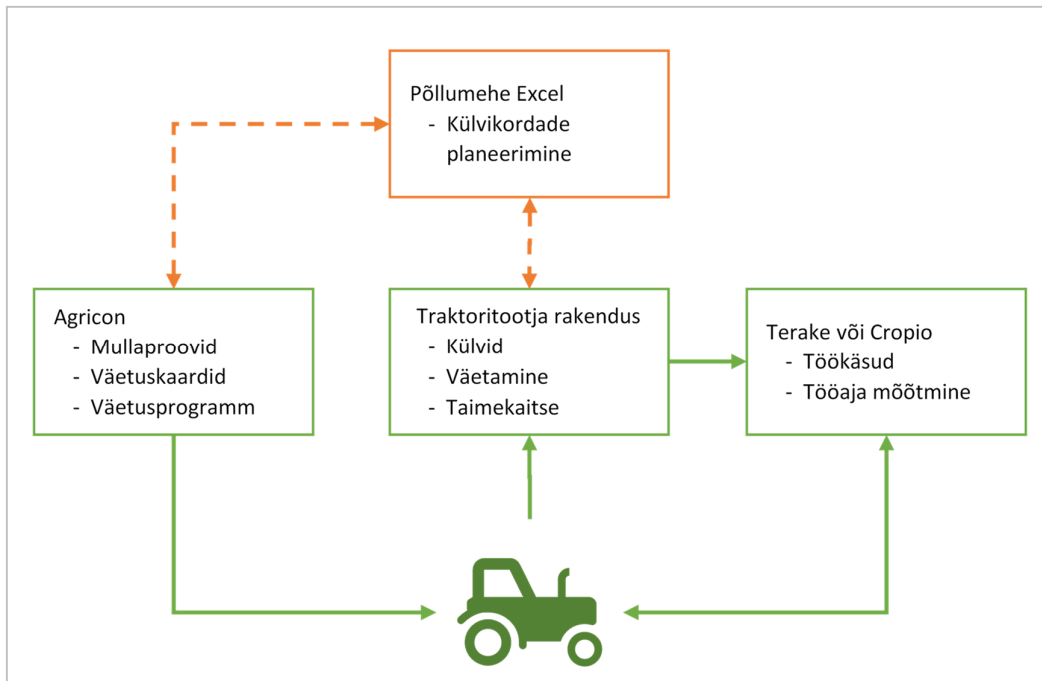 Põllumehe Excel
- Külvikordade
planeerimine
Agricon
- Mullaproovid
- Väetuskaardid
- Väetusprogramm
Traktoritootja rakendus
- Külvid
- Väetamine
- Taimekaitse
Terake või Cropio
- Töökäsud
- Tööaja mõõtmine